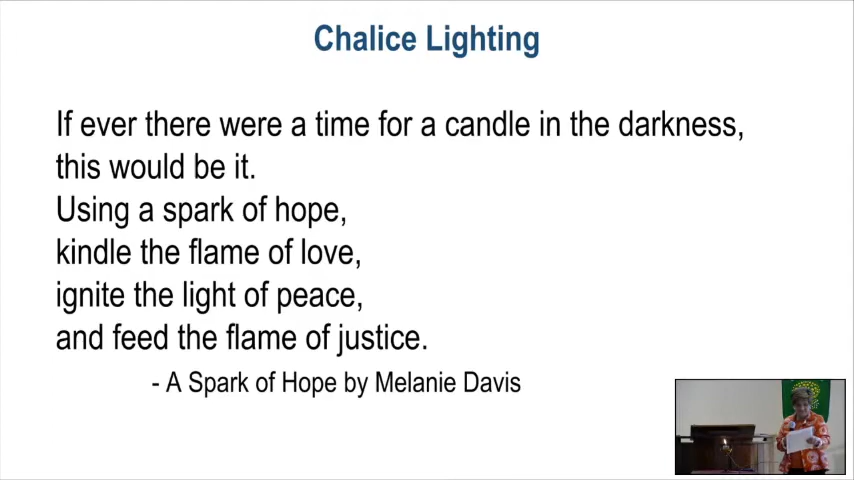 Chalice Lighting
If ever there were a time for a candle in the darkness,
this would be it.
Using a spark of hope,
kindle the flame of love,
ignite the light of peace,
and feed the flame of justice.
- A Spark of Hope by Melanie Davis